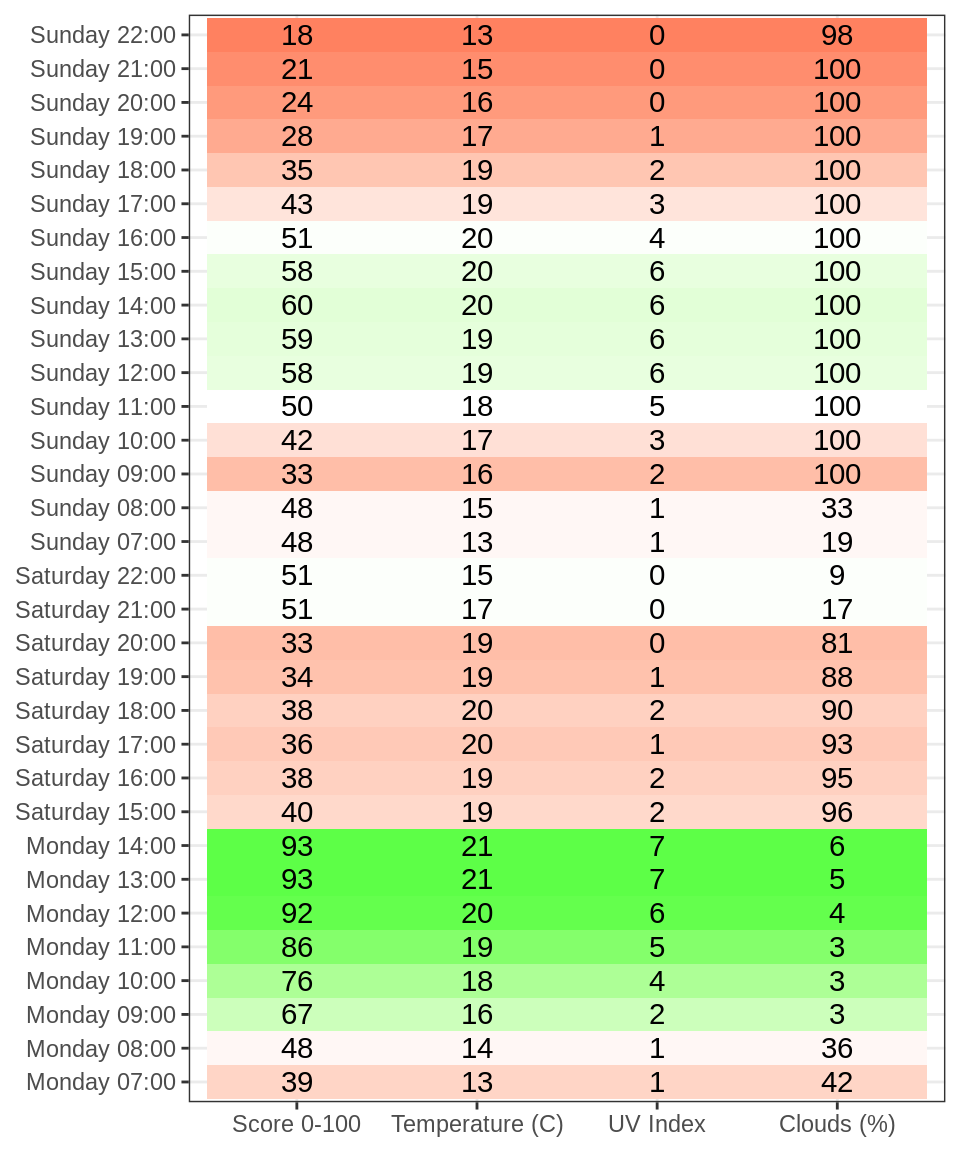 Sunday 22:00 18 13 0 98
Sunday 21:00 21 15 0 100
Sunday 20:00 24 16 0 100
Sunday 19:00 28 17 1 100
Sunday 18:00 35 19 2 100
Sunday 17:00 43 19 3 100
Sunday 16:00 51 20 4 100
Sunday 15:00 58 20 6 100
Sunday 14:00 60 20 6 100
Sunday 13:00 59 19 6 100
Sunday 12:00 58 19 6 100
Sunday 11:00 50 18 5 100
Sunday 10:00 42 17 3 100
Sunday 09:00 33 16 2 100
Sunday 08:00 48 15 1 33
Sunday 07:00 48 13 1 19
Saturday 22:00 51 15 0 9
Saturday 21:00 51 17 0 17
Saturday 20:00 33 19 0 81
Saturday 19:00 34 19 1 88
Saturday 18:00 38 20 2 90
Saturday 17:00 36 20 1 93
Saturday 16:00 38 19 2 95
Saturday 15:00 40 19 2 96
Monday 14:00 93 21 7 6
Monday 13:00 93 21 7 5
Monday 12:00 92 20 6 4
Monday 11:00 86 19 5 3
Monday 10:00 76 18 4 3
Monday 09:00 67 16 2 3
Monday 08:00 48 14 1 36
Monday 07:00 39 13 1 42
Score 0-100 Temperature (C) UV Index Clouds (%)